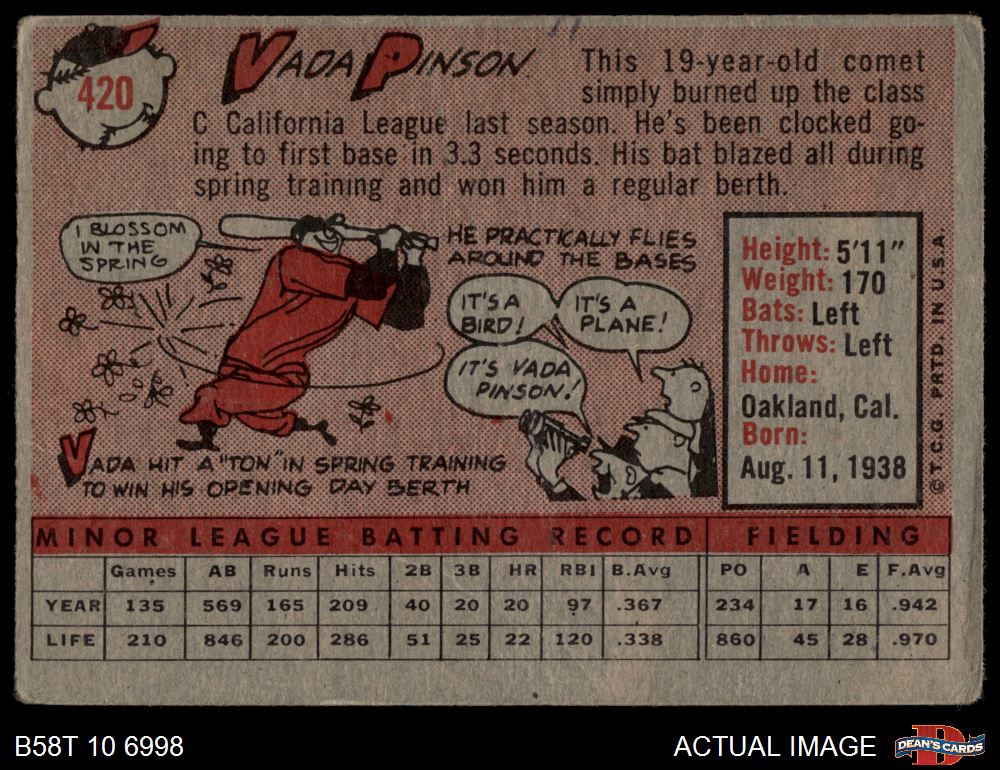 420
VADA PINSON
This 19-year-old comet
simply burned up the class
C California League last season. He's been clocked go-
ing to first base in 3.3 seconds. His bat blazed all during
spring training and won him a regular berth.
I BLOSSOM
IN THE
SPRING
HE PRACTICALLY FLIES
AROUND THE BASES
IT'S A
BIRD!
IT'S A
PLANE!
IT'S VADA
PINSON!
VADA HIT A "TON" IN SPRING TRAINING
TO WIN HIS OPENING DAY BERTH
Height: 5'11"
Weight: 170
Bats: Left
Throws: Left
Home:
Oakland, Cal.
Born:
Aug. 11, 1938
© T.C.G. PRTD. IN U.S.A.
MINOR LEAGUE BATTING RECORD FIELDING
Games AB Runs Hits 2B 3B HR RBI B.Avg PO A E F.Avg
YEAR 135 569 165 209 40 20 20 97 .367 234 17 16 .942
LIFE 210 846 200 286 51 25 22 120 .338 860 45 28 .970
B58T 10 6998
ACTUAL IMAGE
D
DEAN'S CARDS